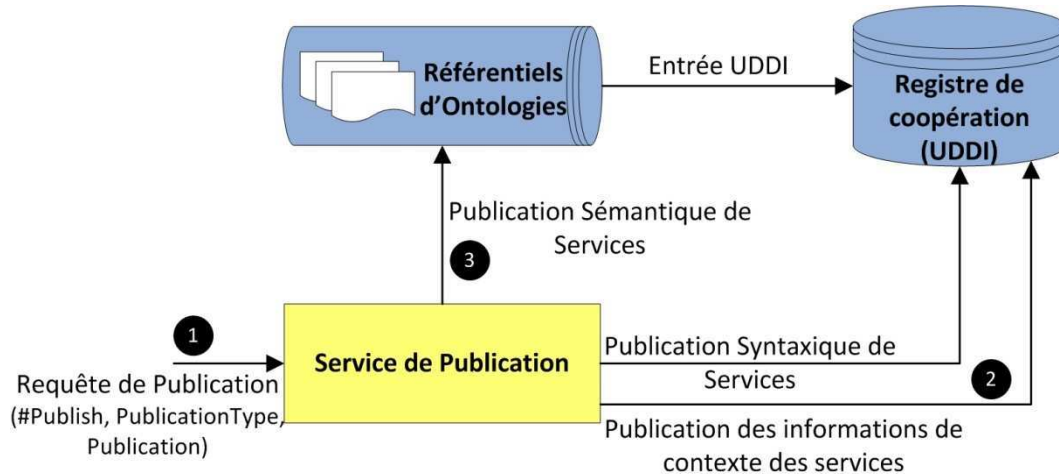 Référentiels
d’Ontologies
Entrée UDDI
Registre de
coopération
(UDDI)
Publication Sémantique de
Services
3
1
Requête de Publication
(#Publish, PublicationType,
Publication)
Service de Publication
Publication Syntaxique de
Services
2
Publication des informations de
contexte des services